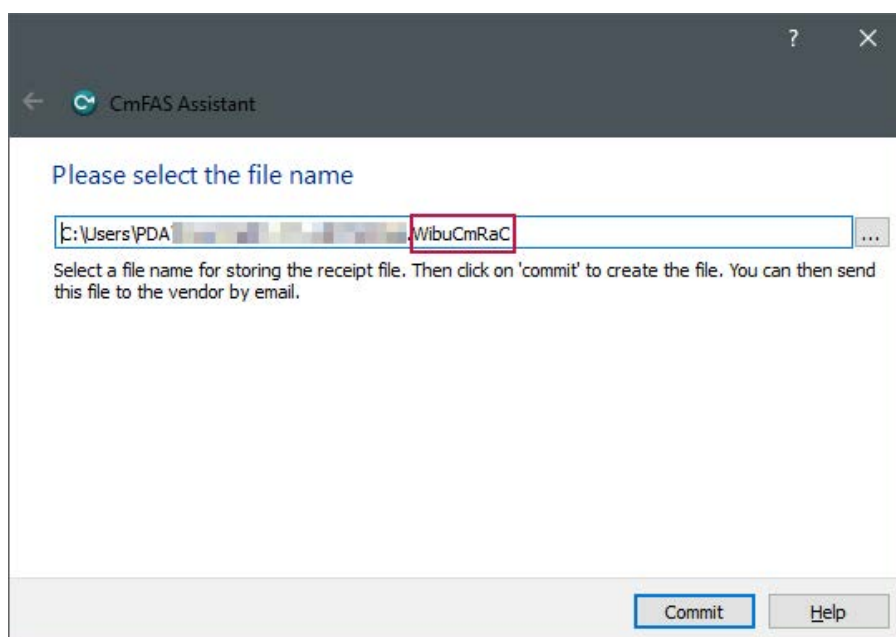 ?
CmFAS Assistant
Please select the file name
C:\Users\PDA .WibuCmRaC
...
Select a file name for storing the receipt file. Then click on 'commit' to create the file. You can then send
this file to the vendor by email.
Commit Help